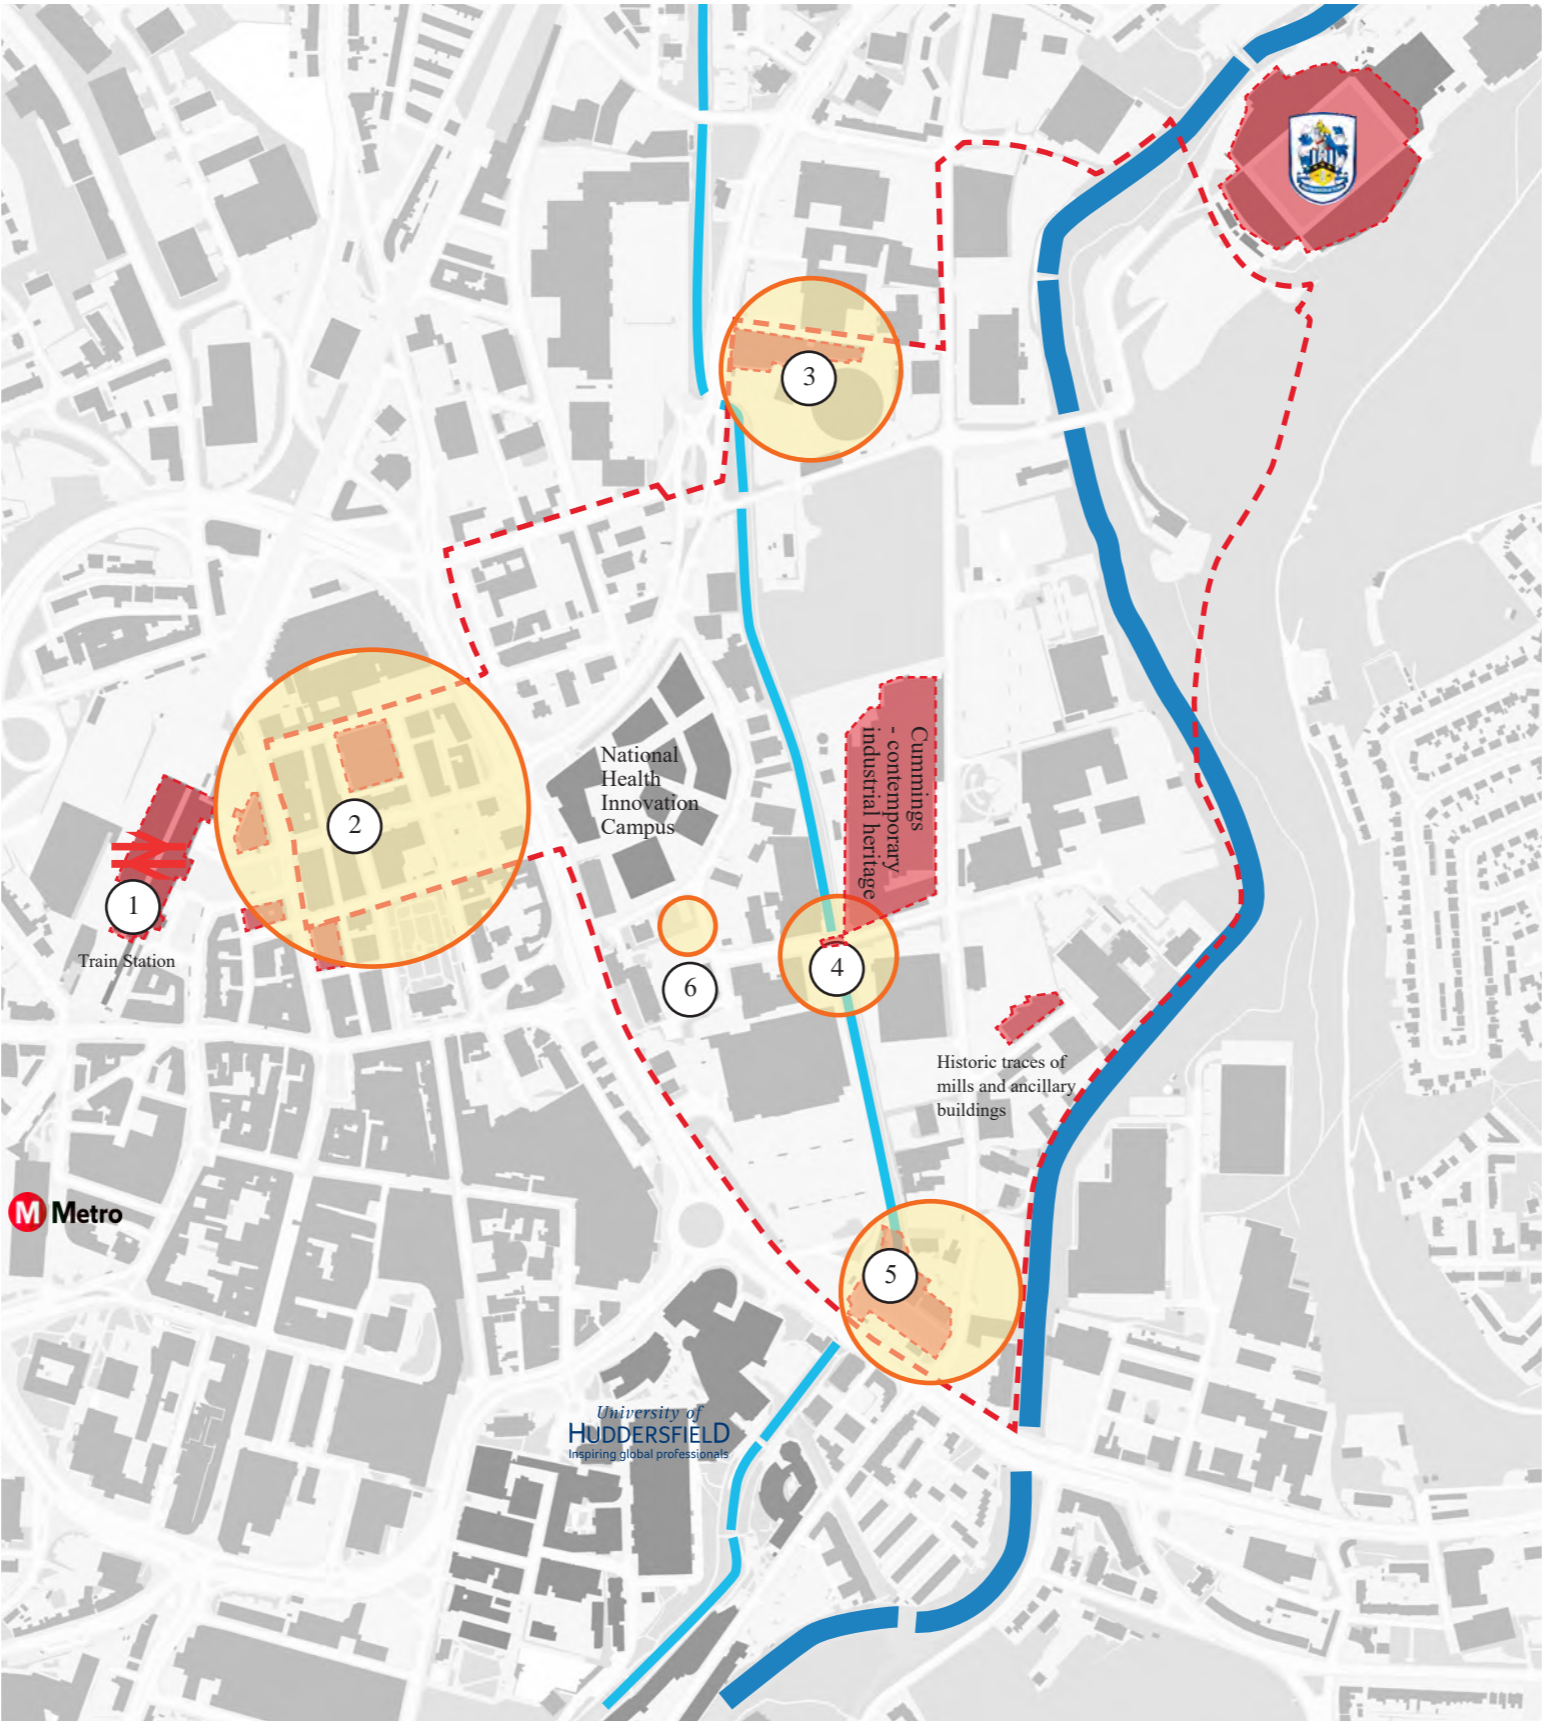 3
National
Health
Innovation
Campus
Cummings
- contemporary
industrial heritage
2
1
Train Station
6
4
Historic traces of
mills and ancillary
buildings
M Metro
5
University of
HUDDERSFIELD
Inspiring global professionals